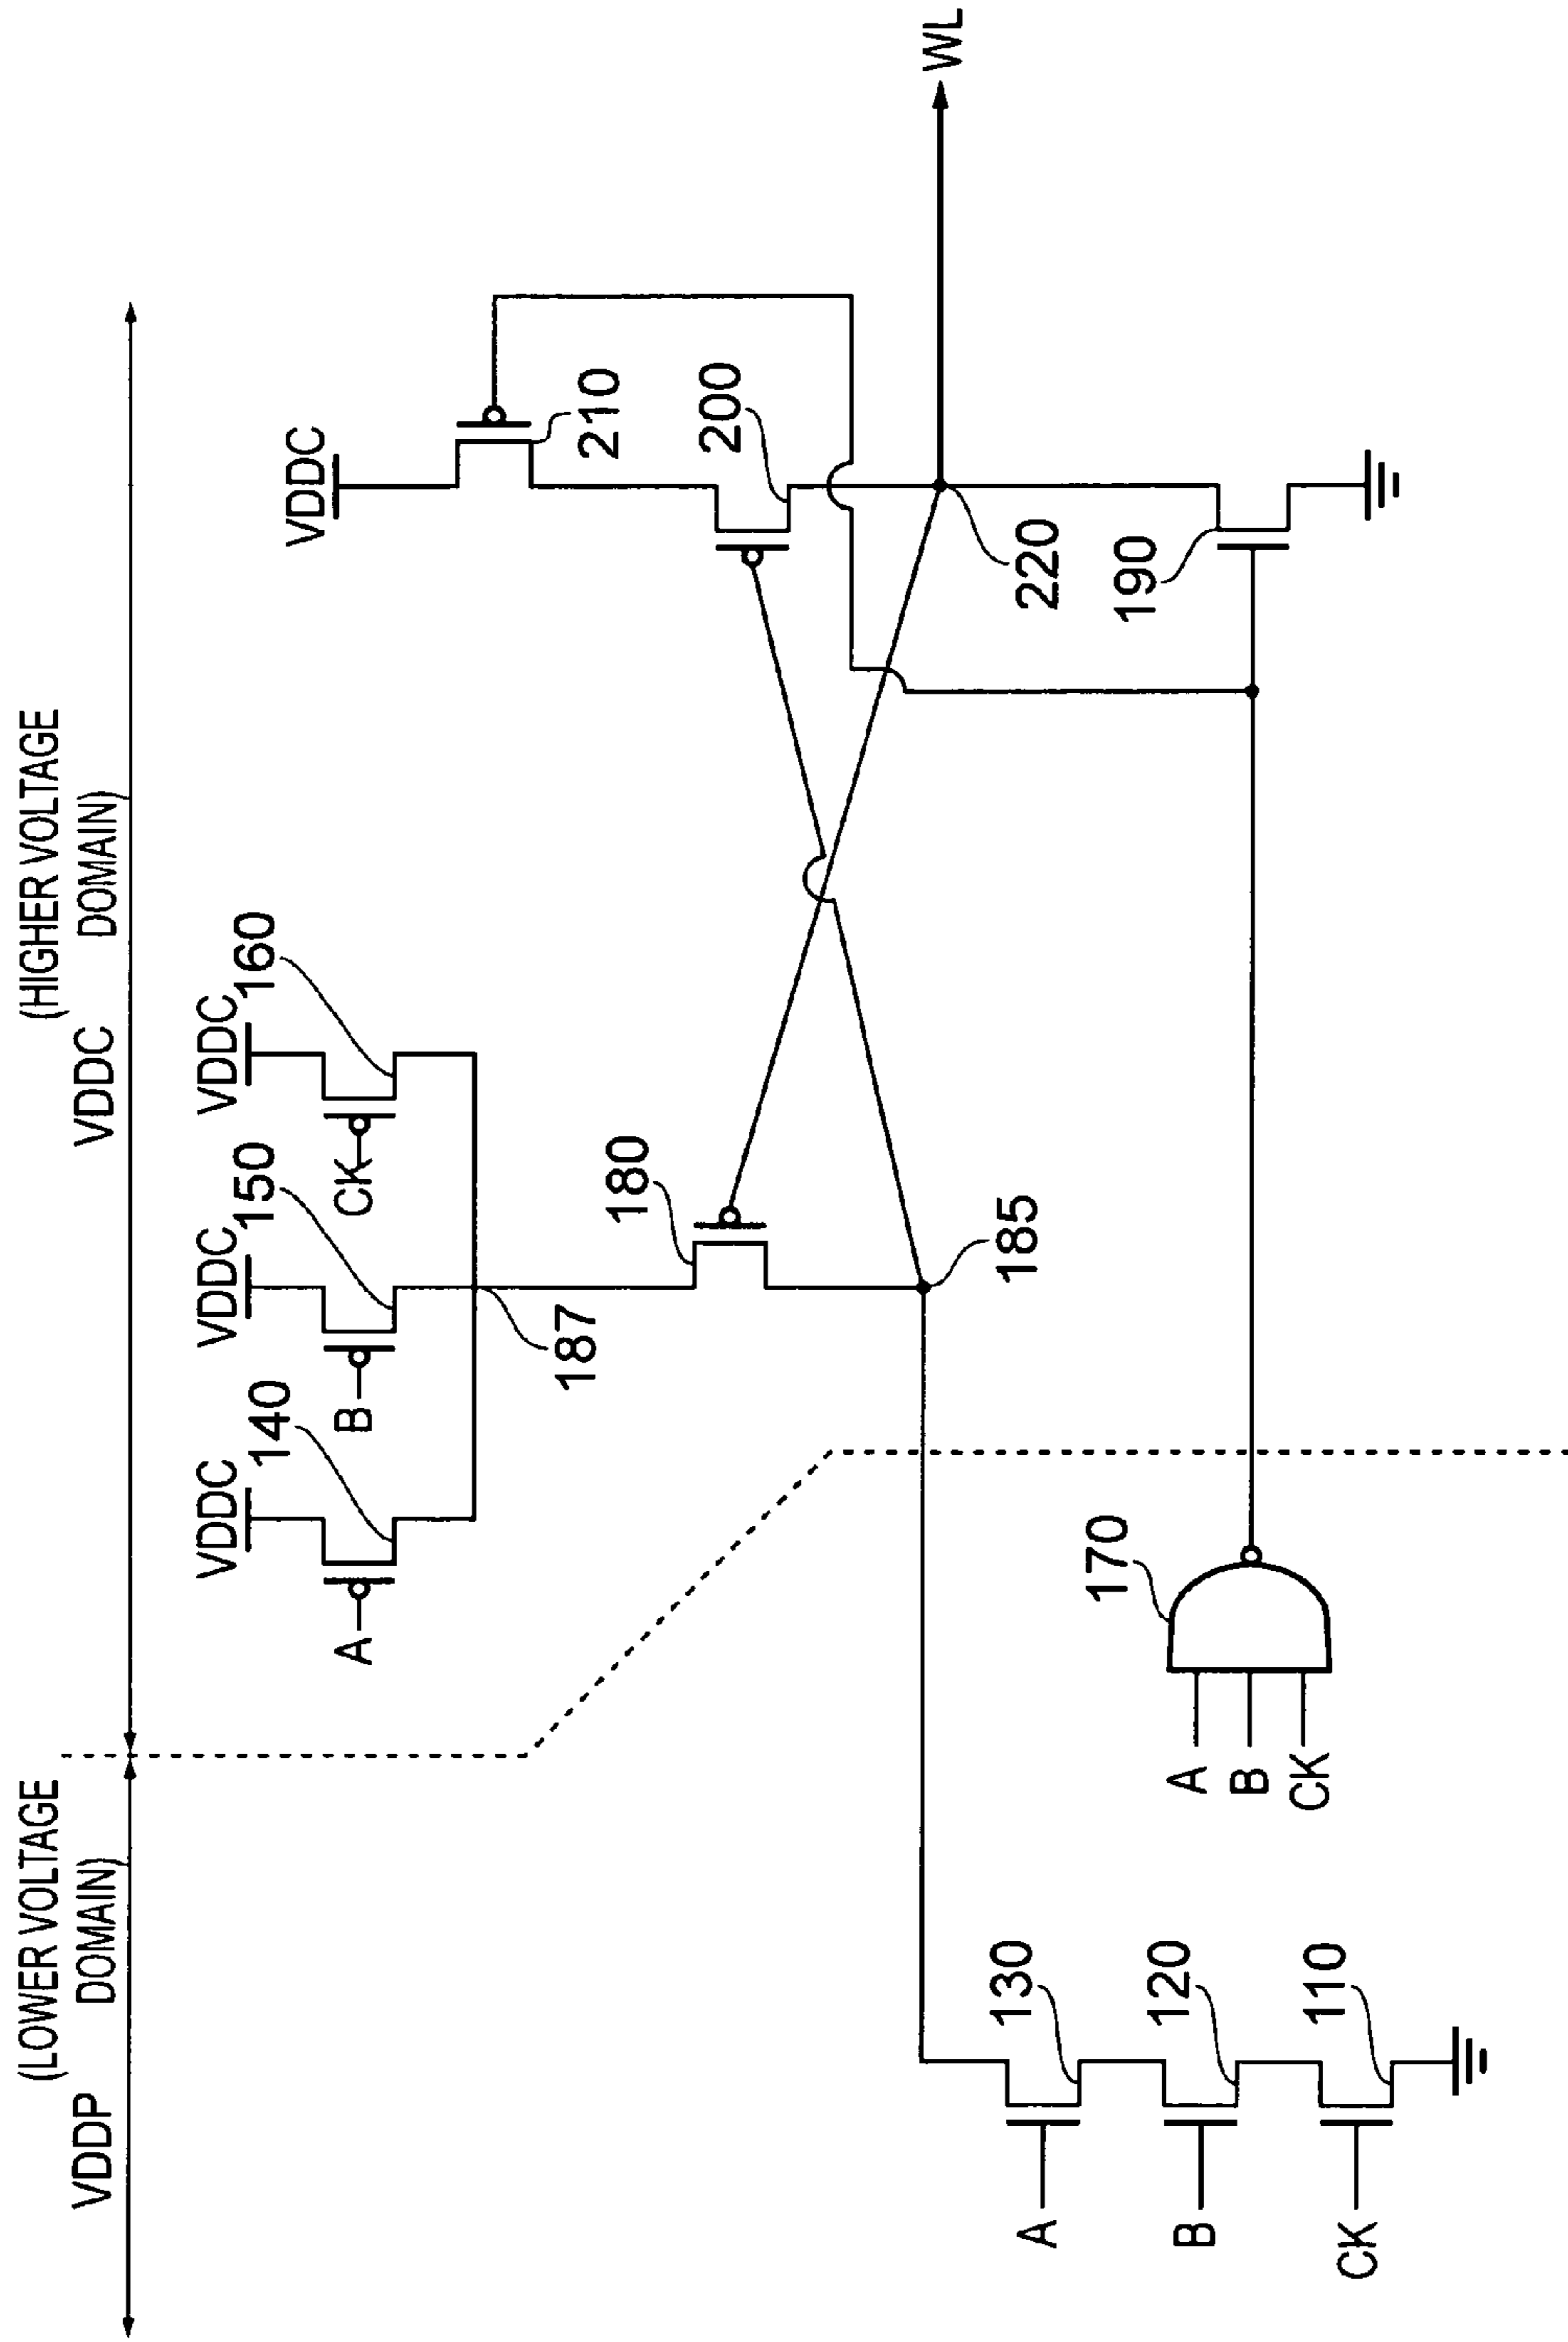 (LOWER VOLTAGE
VDDP DOMAIN)
(HIGHER VOLTAGE
VDDC DOMAIN)
VDDC
VDDC
VDDC
VDDC
140
150
160
A
B
CK
210
187
180
200
WL
185
220
130
A
120
B
110
CK
170
A
B
CK
190